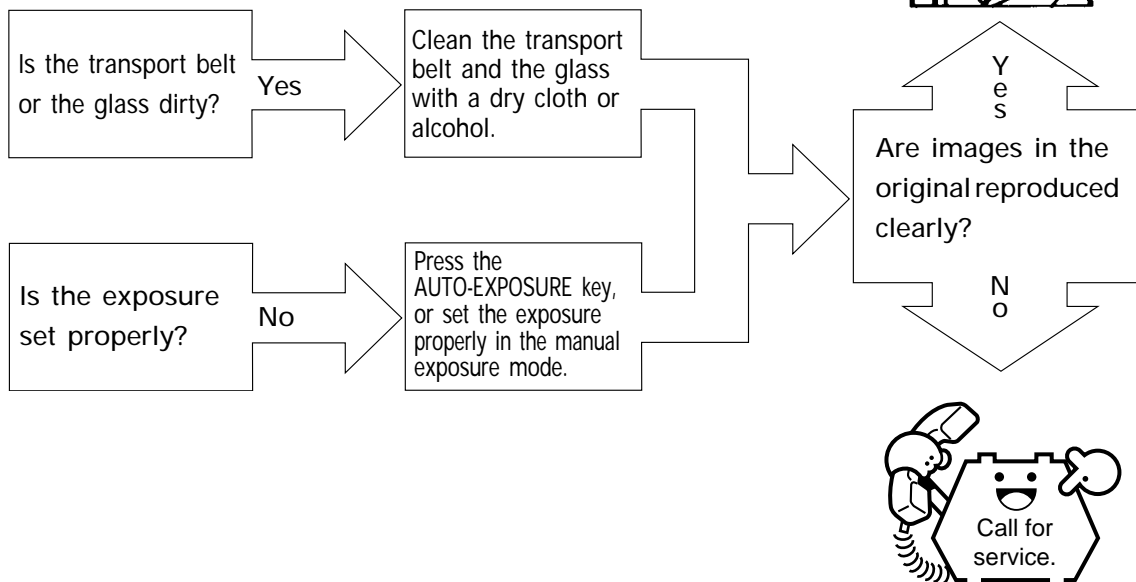 Is the transport belt
or the glass dirty?
Yes
Clean the transport
belt and the glass
with a dry cloth or
alcohol.
Is the exposure
set properly?
No
Press the
AUTO-EXPOSURE key,
or set the exposure
properly in the manual
exposure mode.
Yes
Are images in the
original reproduced
clearly?
No
Call for
service.